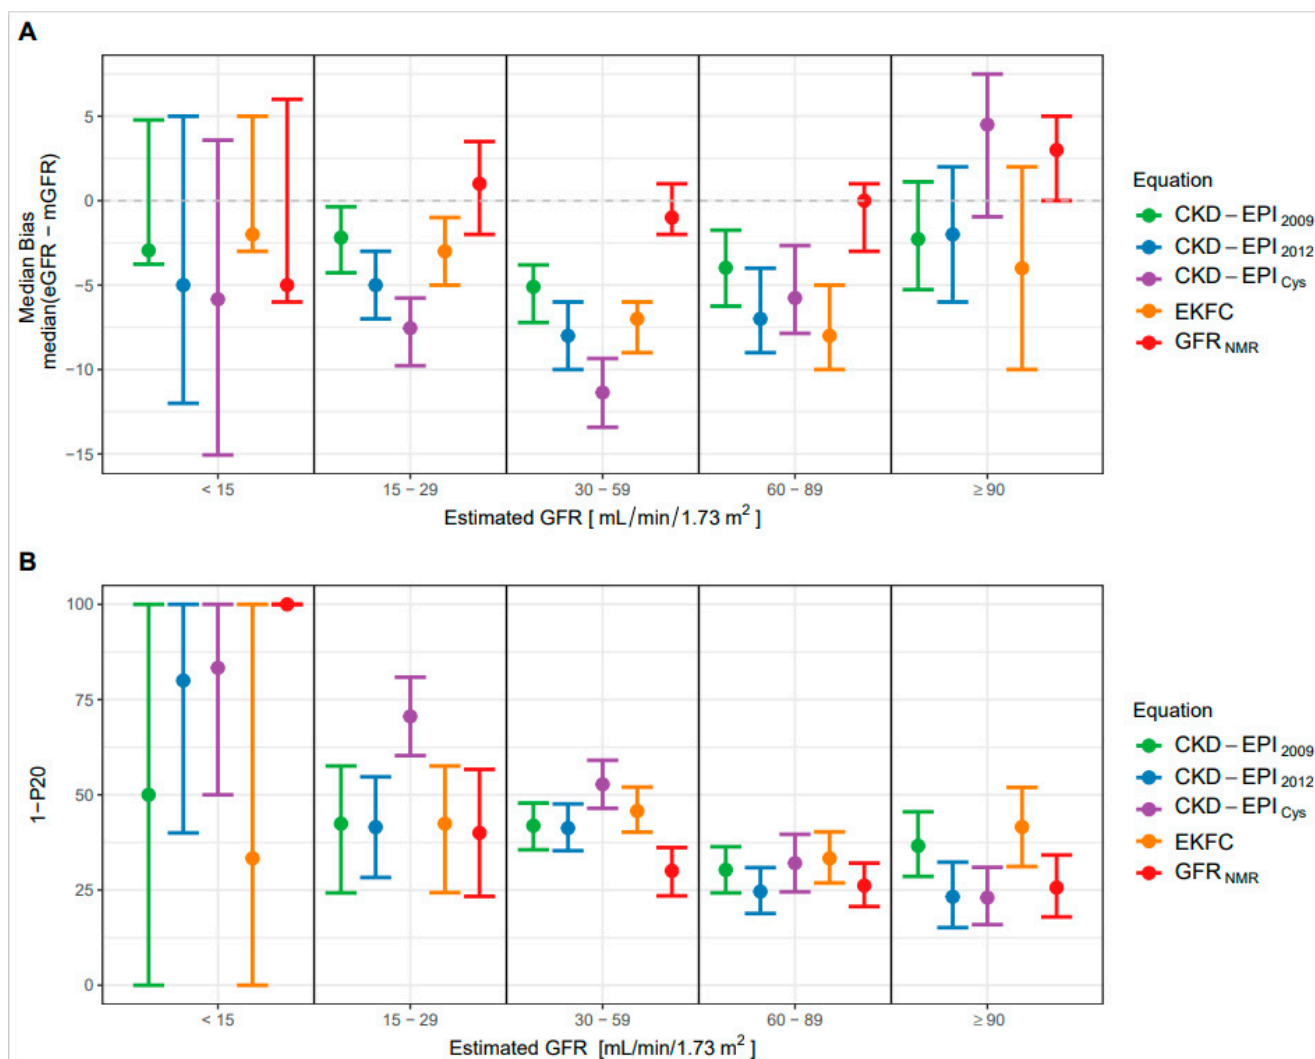 A
Median Bias
median(eGFR − mGFR)
5
0
−5
−10
−15
< 15
15 − 29
30 − 59
60 − 89
≥ 90
Estimated GFR [ mL/min/1.73 m² ]
Equation
CKD − EPI 2009
CKD − EPI 2012
CKD − EPI Cys
EKFC
GFR NMR
B
1−P20
100
75
50
25
0
< 15
15 − 29
30 − 59
60 − 89
≥ 90
Estimated GFR [mL/min/1.73 m²]
Equation
CKD − EPI 2009
CKD − EPI 2012
CKD − EPI Cys
EKFC
GFR NMR